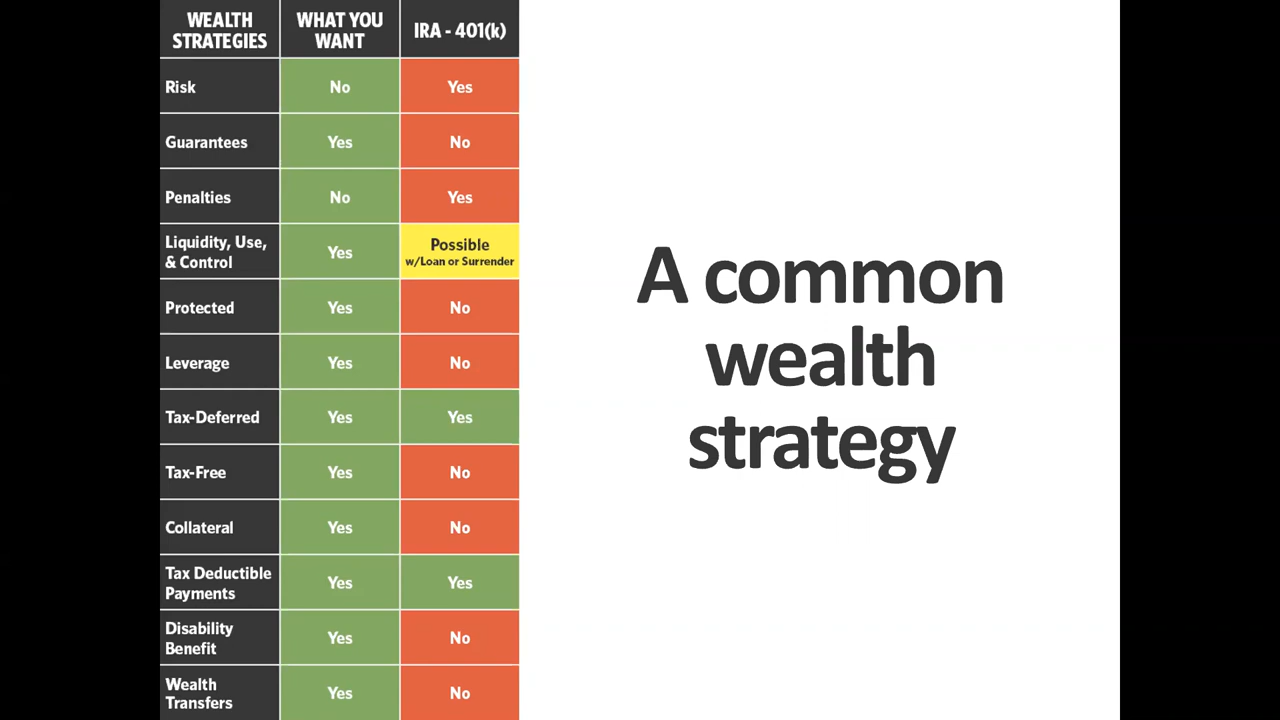 WEALTH STRATEGIES WHAT YOU WANT IRA - 401(k)
Risk No Yes
Guarantees Yes No
Penalties No Yes
Liquidity, Use, & Control Yes Possible w/Loan or Surrender
Protected Yes No
Leverage Yes No
Tax-Deferred Yes Yes
Tax-Free Yes No
Collateral Yes No
Tax Deductible Payments Yes Yes
Disability Benefit Yes No
Wealth Transfers Yes No
A common
wealth
strategy